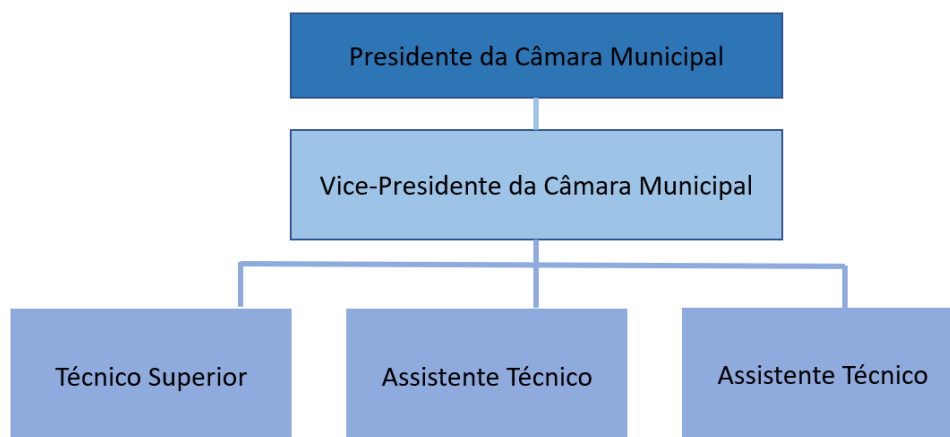 Presidente da Câmara Municipal
Vice-Presidente da Câmara Municipal
Técnico Superior
Assistente Técnico
Assistente Técnico